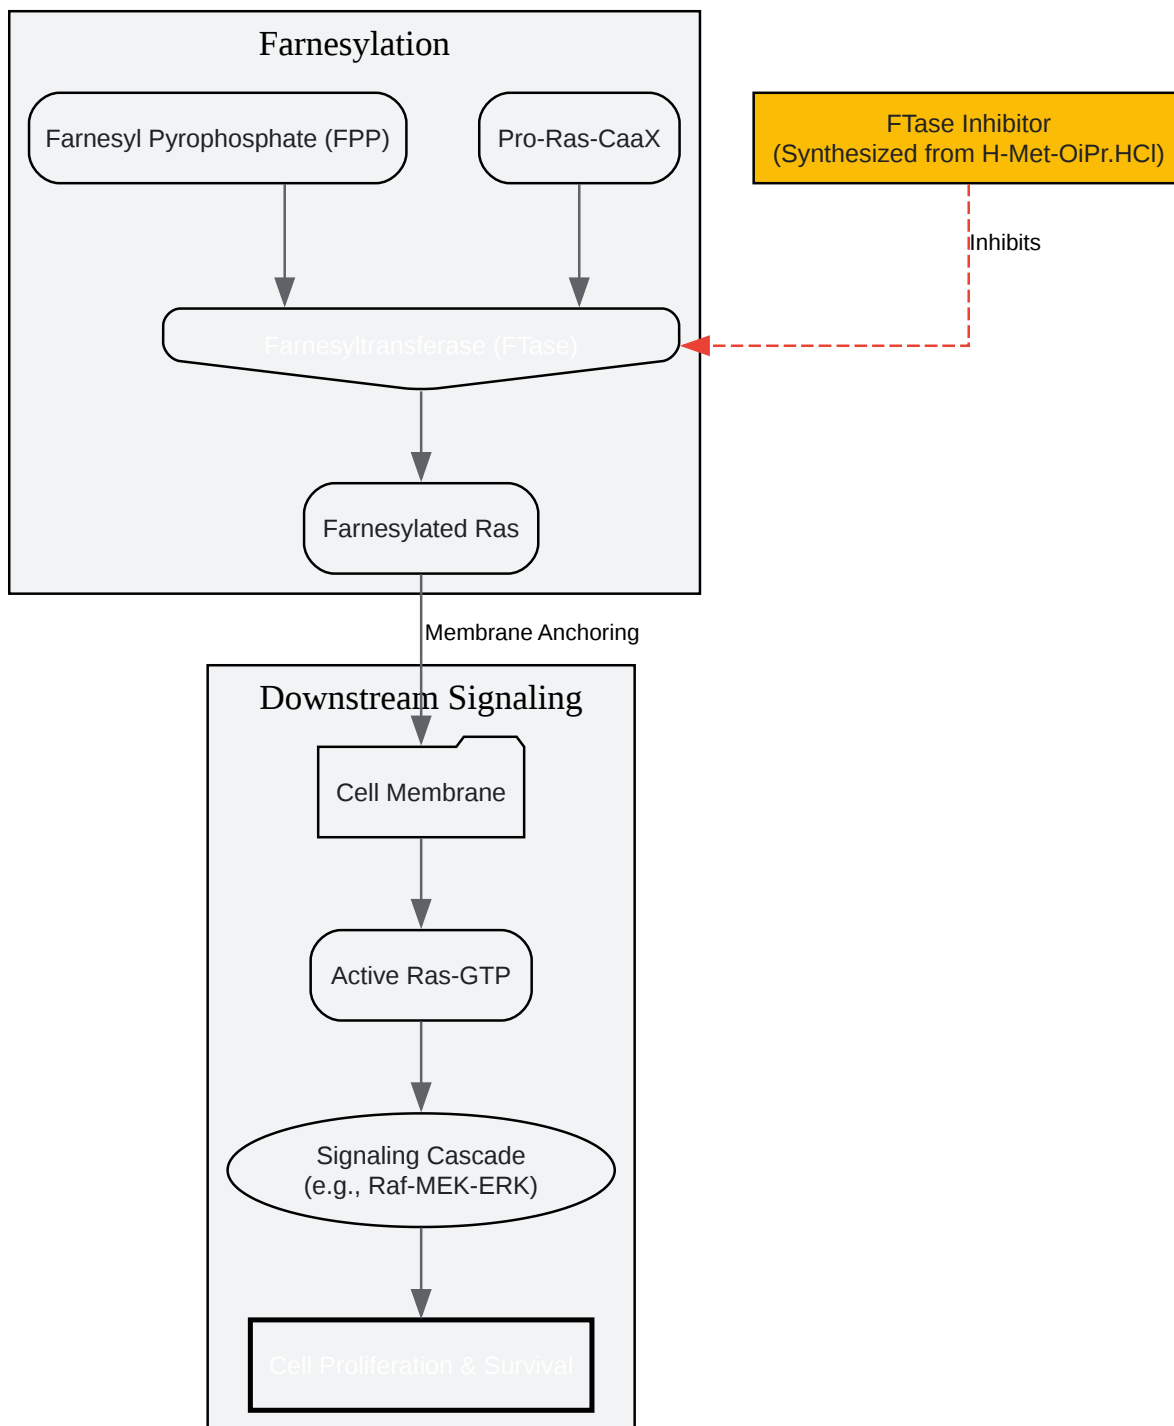 Farnesylation
Farnesyl Pyrophosphate (FPP)
Pro-Ras-CaaX
FTase Inhibitor
(Synthesized from H-Met-OiPr.HCl)
Inhibits
Farnesyltransferase (FTase)
Farnesylated Ras
Membrane Anchoring
Downstream Signaling
Cell Membrane
Active Ras-GTP
Signaling Cascade
(e.g., Raf-MEK-ERK)
Cell Proliferation & Survival